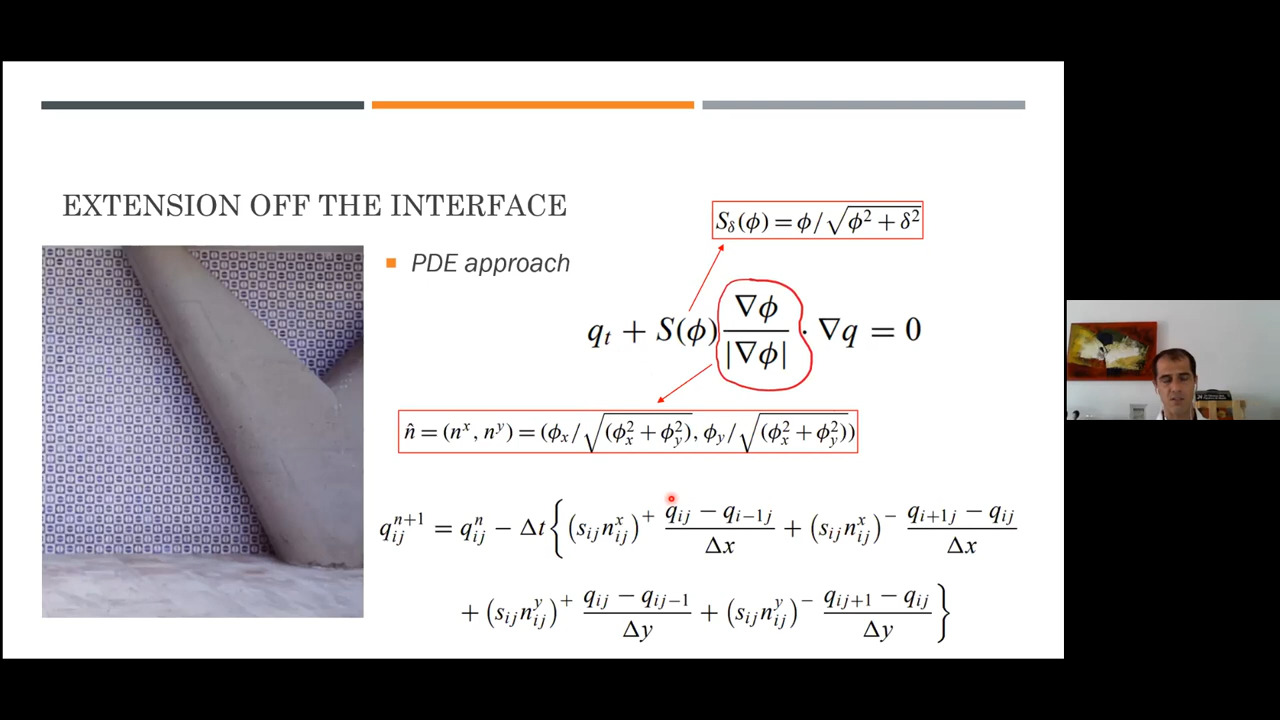 EXTENSION OFF THE INTERFACE
S_δ(ϕ) = ϕ/√(ϕ² + δ²)
PDE approach
q_t + S(ϕ) ∇ϕ/|∇ϕ| · ∇q = 0
n̂ = (n^x, n^y) = (ϕ_x/√(ϕ_x² + ϕ_y²), ϕ_y/√(ϕ_x² + ϕ_y²))
q_ij^{n+1} = q_ij^n − Δt { (s_ij n_ij^x)^+ (q_ij − q_{i−1j})/Δx + (s_ij n_ij^x)^− (q_{i+1j} − q_ij)/Δx
+ (s_ij n_ij^y)^+ (q_ij − q_{ij−1})/Δy + (s_ij n_ij^y)^− (q_{ij+1} − q_ij)/Δy }